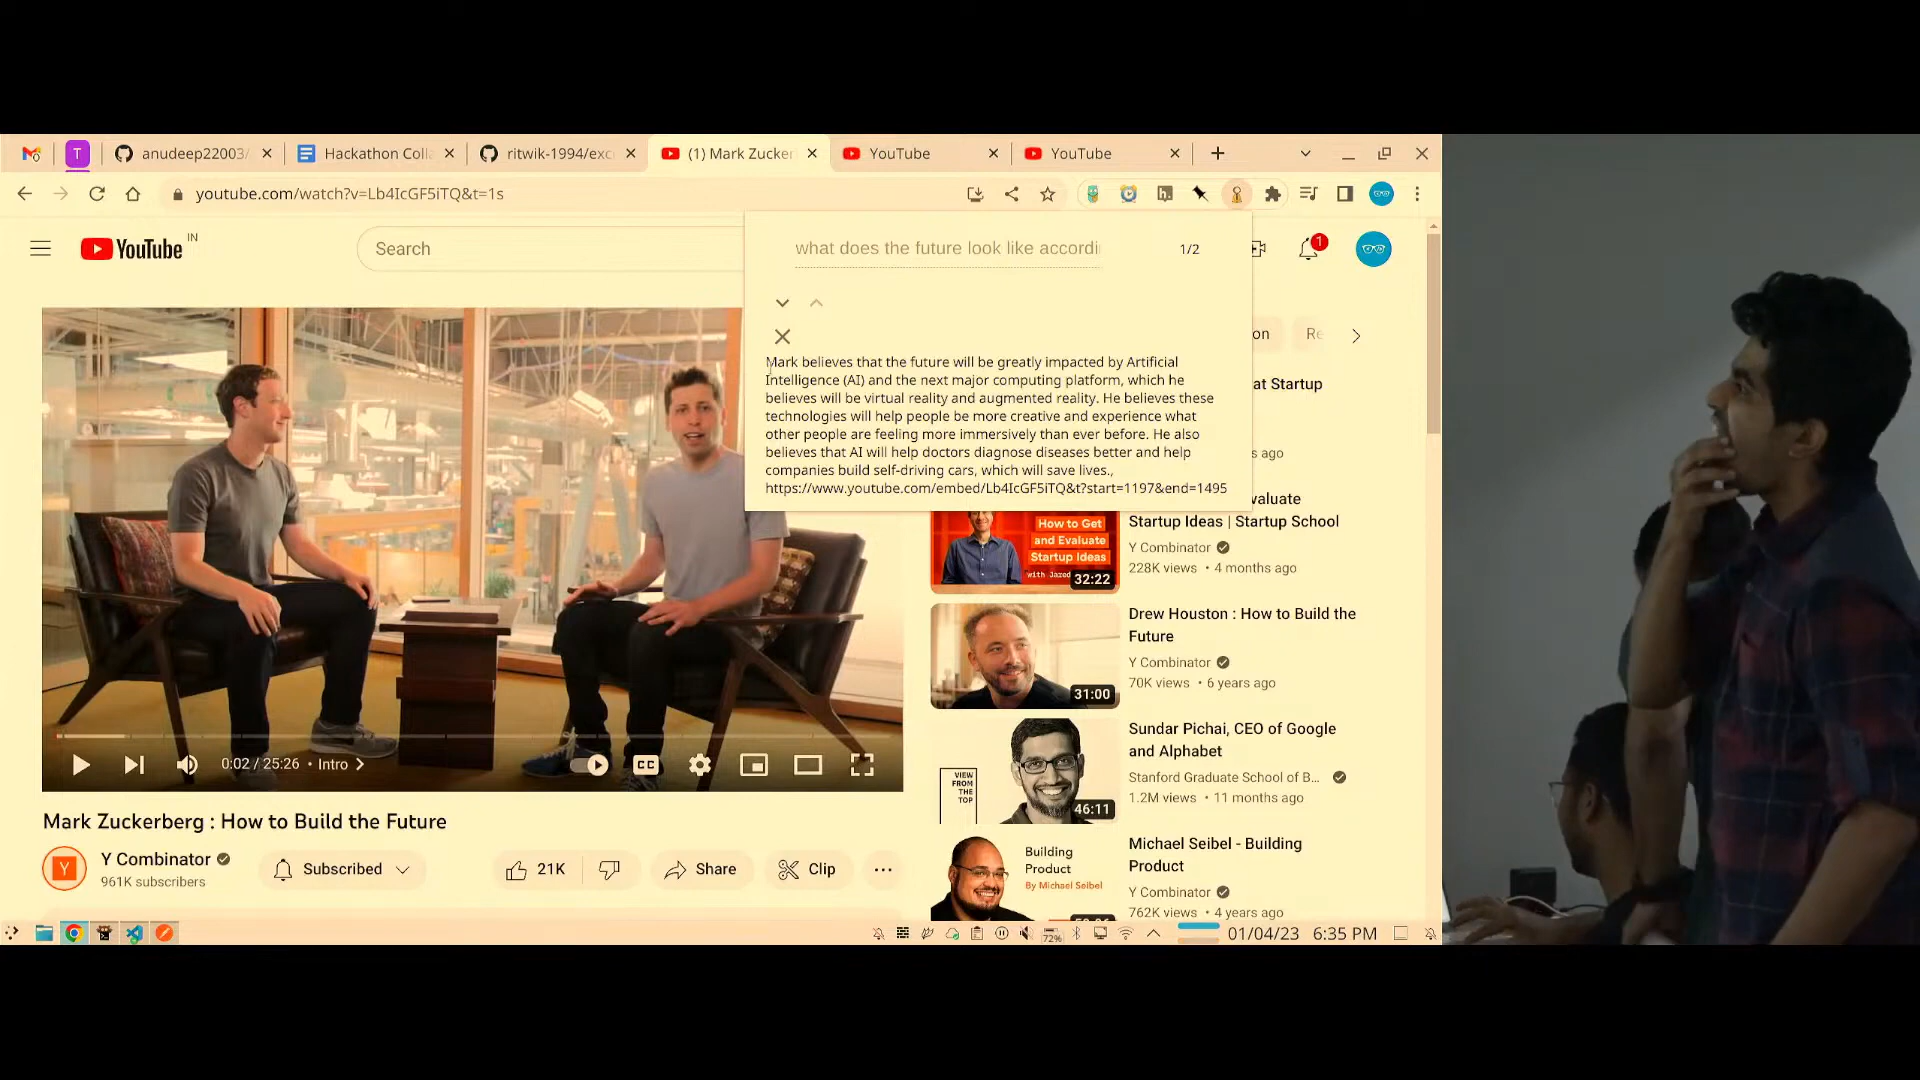 T
anudeep22003/
Hackathon Colla
ritwik-1994/exc
(1) Mark Zucker
YouTube
YouTube
youtube.com/watch?v=Lb4IcGF5iTQ&t=1s
YouTube IN
Search
what does the future look like accordi
1/2
1
on
Re
Mark believes that the future will be greatly impacted by Artificial
Intelligence (AI) and the next major computing platform, which he
believes will be virtual reality and augmented reality. He believes these
technologies will help people be more creative and experience what
other people are feeling more immersively than ever before. He also
believes that AI will help doctors diagnose diseases better and help
companies build self-driving cars, which will save lives.,
https://www.youtube.com/embed/Lb4IcGF5iTQ&t?start=1197&end=1495
at Startup
s ago
valuate
Startup Ideas | Startup School
Y Combinator
228K views • 4 months ago
How to Get
and Evaluate
Startup Ideas
with Jared
32:22
Drew Houston : How to Build the
Future
Y Combinator
70K views • 6 years ago
31:00
Sundar Pichai, CEO of Google
and Alphabet
Stanford Graduate School of B...
1.2M views • 11 months ago
VIEW
FROM
THE
TOP
46:11
Michael Seibel - Building
Product
Y Combinator
762K views • 4 years ago
Building
Product
By Michael Seibel
0:02 / 25:26 • Intro
CC
Mark Zuckerberg : How to Build the Future
Y
Y Combinator
961K subscribers
Subscribed
21K
Share
Clip
72%
01/04/23
6:35 PM